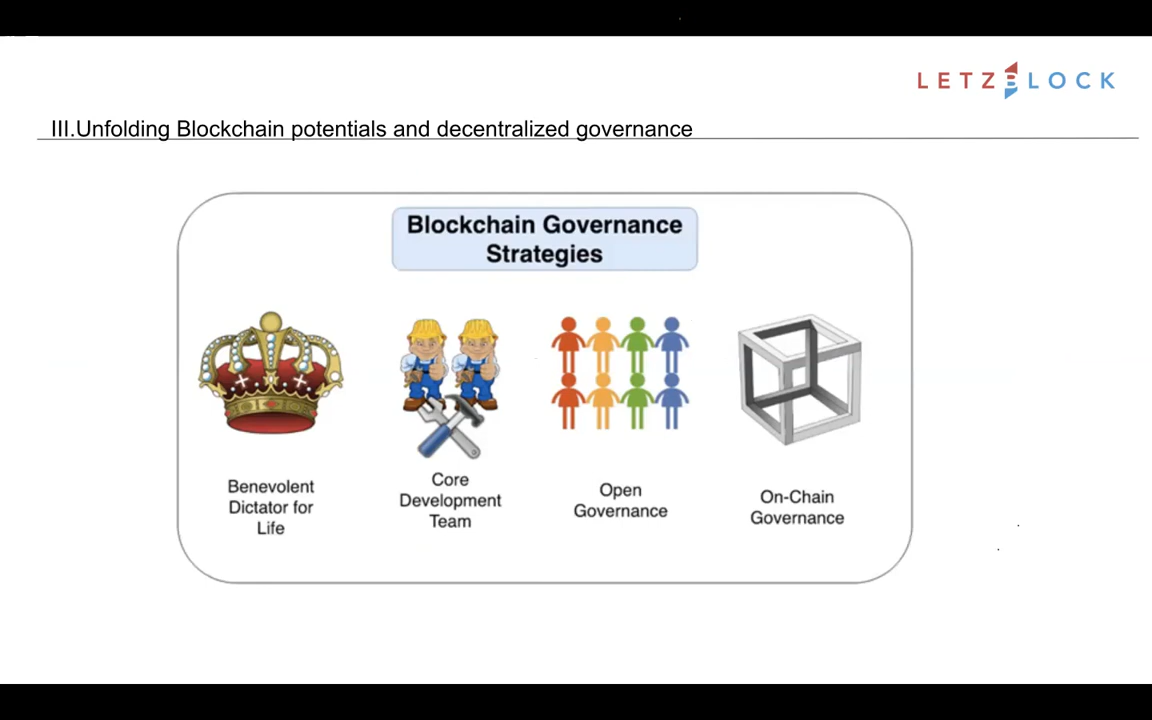 LETZBLOCK
III.Unfolding Blockchain potentials and decentralized governance
Blockchain Governance
Strategies
Benevolent
Dictator for
Life
Core
Development
Team
Open
Governance
On-Chain
Governance